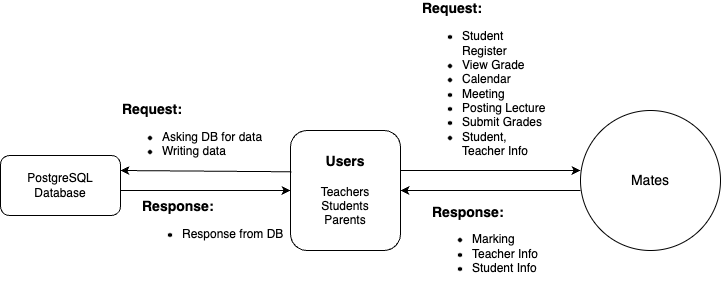 Request:
• Student
Register
• View Grade
• Calendar
• Meeting
• Posting Lecture
• Submit Grades
• Student,
Teacher Info
Request:
• Asking DB for data
• Writing data
PostgreSQL
Database
Users
Teachers
Students
Parents
Mates
Response:
• Response from DB
Response:
• Marking
• Teacher Info
• Student Info